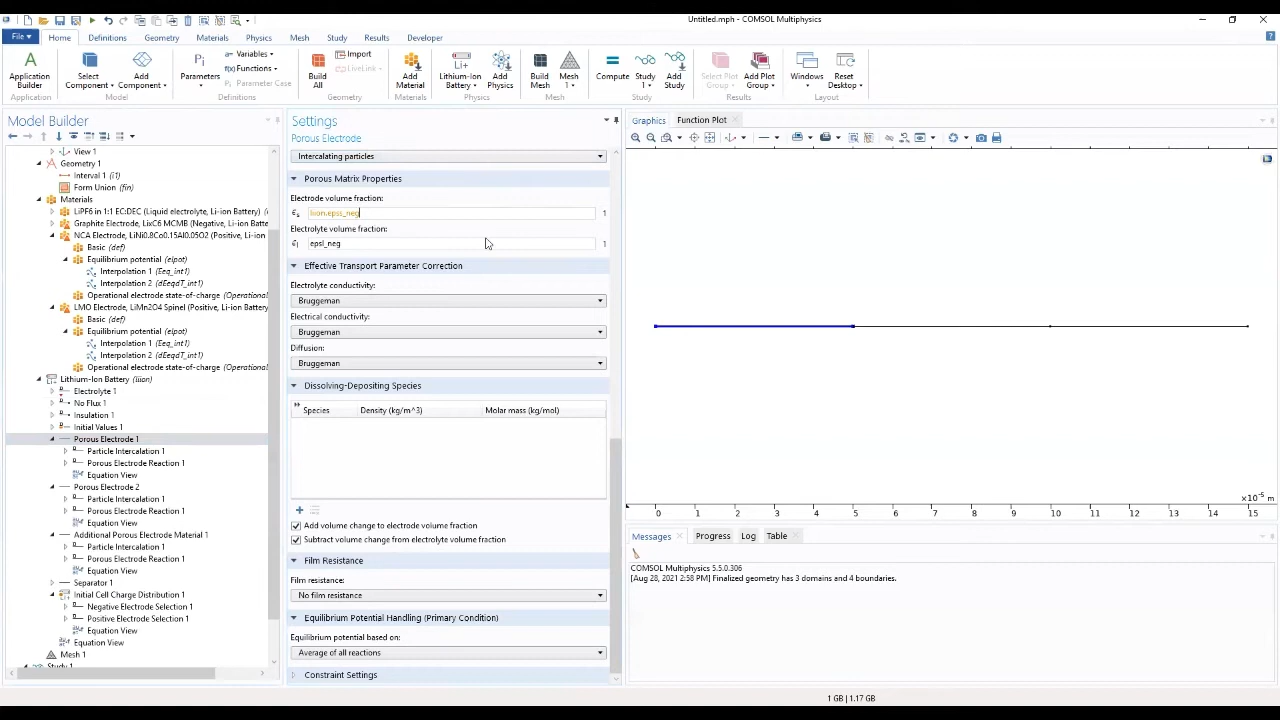 Untitled.mph - COMSOL Multiphysics
File Home Definitions Geometry Materials Physics Mesh Study Results Developer
Application Builder
Application
Select Component
Add Component
Model
Parameters
Variables
Functions
Parameter Case
Definitions
Build All
Import
LiveLink
Geometry
Add Material
Materials
Lithium-Ion Battery
Add Physics
Physics
Build Mesh
Mesh 1
Mesh
Compute
Study 1
Add Study
Study
Select Plot Group
Add Plot Group
Results
Windows
Reset Desktop
Layout
Model Builder
View 1
Geometry 1
Interval 1 (i1)
Form Union (fin)
Materials
LiPF6 in 1:1 EC:DEC (Liquid electrolyte, Li-ion Battery)
Graphite Electrode, LixC6 MCMB (Negative, Li-ion Batt
NCA Electrode, LiNi0.8Co0.15Al0.05O2 (Positive, Li-ion
Basic (def)
Equilibrium potential (elpot)
Interpolation 1 (Eeq_int1)
Interpolation 2 (dEeqdT_int1)
Operational electrode state-of-charge (Operational
LMO Electrode, LiMn2O4 Spinel (Positive, Li-ion Battery
Basic (def)
Equilibrium potential (elpot)
Interpolation 1 (Eeq_int1)
Interpolation 2 (dEeqdT_int1)
Operational electrode state-of-charge (Operational
Lithium-Ion Battery (liion)
Electrolyte 1
No Flux 1
Insulation 1
Initial Values 1
Porous Electrode 1
Particle Intercalation 1
Porous Electrode Reaction 1
Equation View
Porous Electrode 2
Particle Intercalation 1
Porous Electrode Reaction 1
Equation View
Additional Porous Electrode Material 1
Particle Intercalation 1
Porous Electrode Reaction 1
Equation View
Separator 1
Initial Cell Charge Distribution 1
Negative Electrode Selection 1
Positive Electrode Selection 1
Equation View
Equation View
Mesh 1
Study 1
Settings
Porous Electrode
Intercalating particles
Porous Matrix Properties
Electrode volume fraction:
εs liion.epss_neg 1
Electrolyte volume fraction:
εl epsl_neg 1
Effective Transport Parameter Correction
Electrolyte conductivity:
Bruggeman
Electrical conductivity:
Bruggeman
Diffusion:
Bruggeman
Dissolving-Depositing Species
Species Density (kg/m^3) Molar mass (kg/mol)
Add volume change to electrode volume fraction
Subtract volume change from electrolyte volume fraction
Film Resistance
Film resistance:
No film resistance
Equilibrium Potential Handling (Primary Condition)
Equilibrium potential based on:
Average of all reactions
Constraint Settings
Graphics Function Plot
×10⁻⁵ m
0 1 2 3 4 5 6 7 8 9 10 11 12 13 14 15
Messages Progress Log Table
COMSOL Multiphysics 5.5.0.306
[Aug 28, 2021 2:58 PM] Finalized geometry has 3 domains and 4 boundaries.
1 GB | 1.17 GB